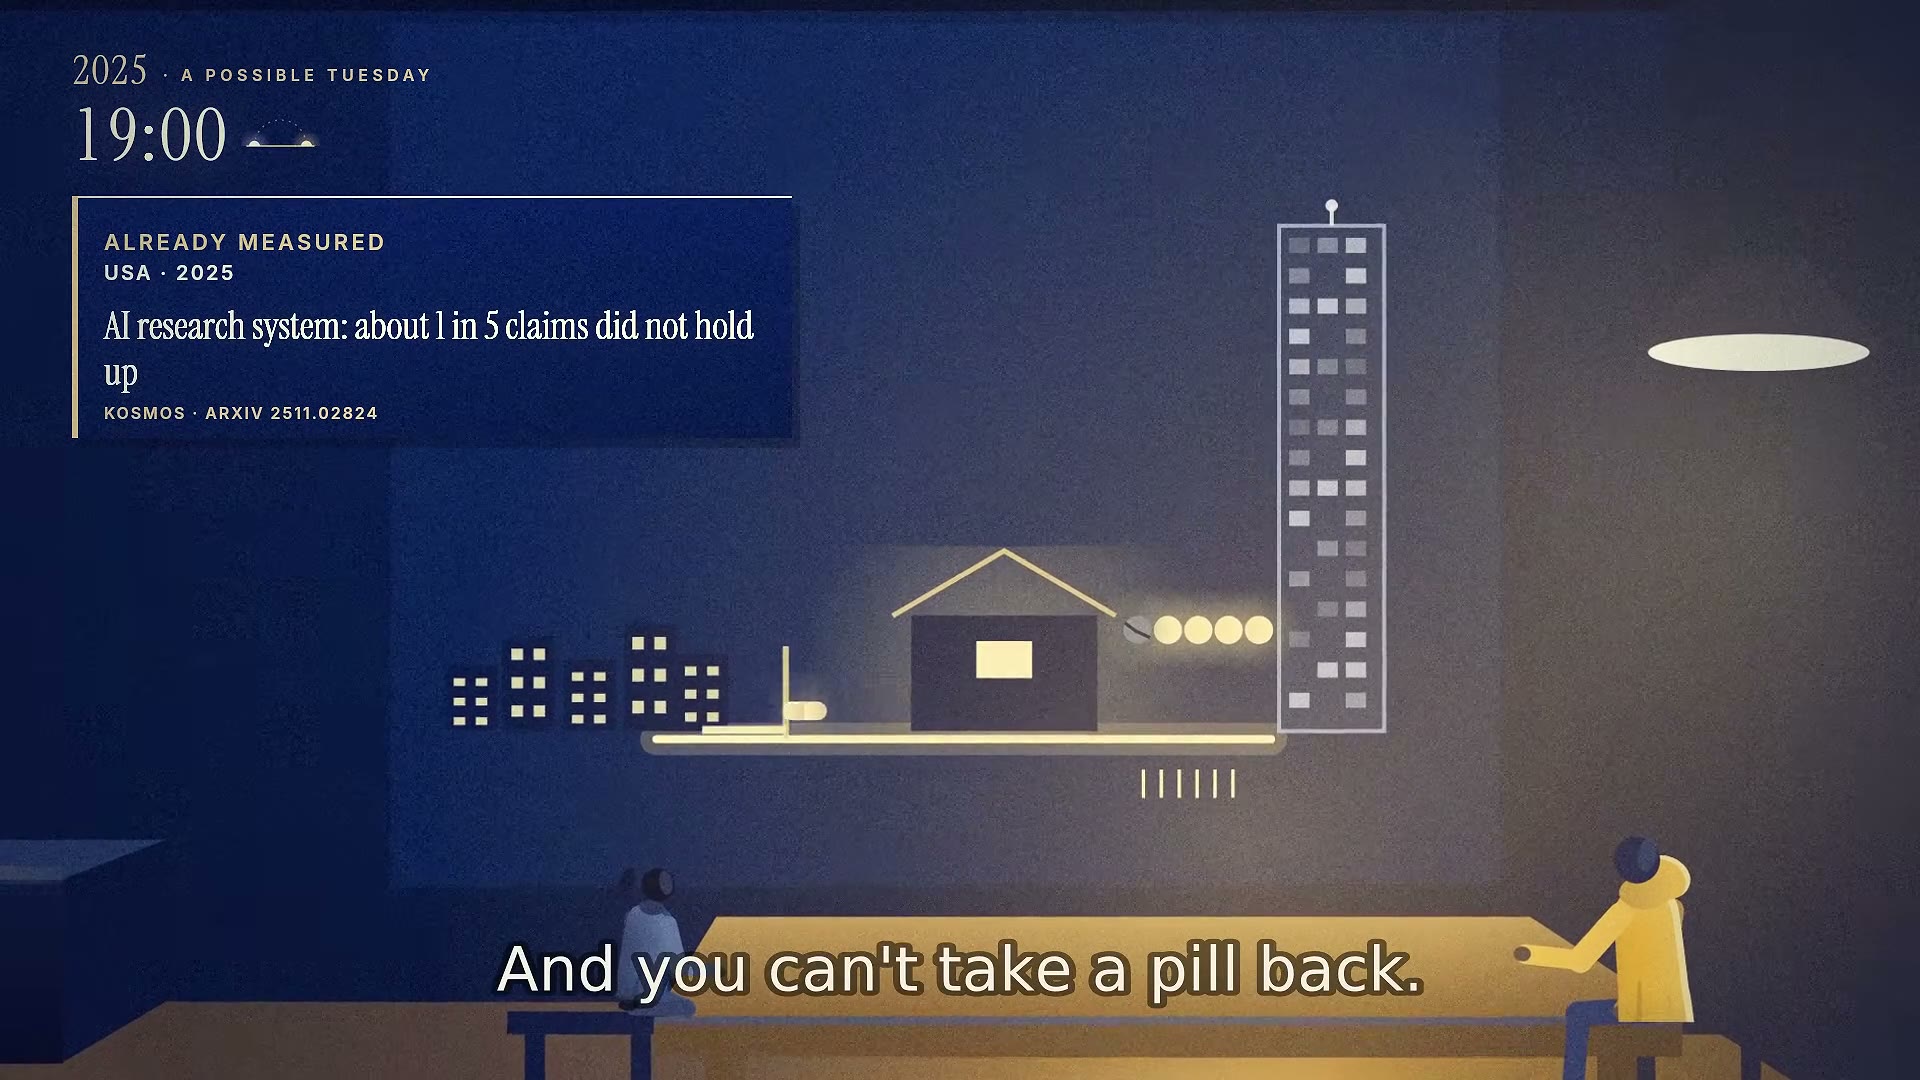 2025 · A POSSIBLE TUESDAY
19:00
ALREADY MEASURED
USA · 2025
AI research system: about 1 in 5 claims did not hold
up
KOSMOS · ARXIV 2511.02824
And you can't take a pill back.